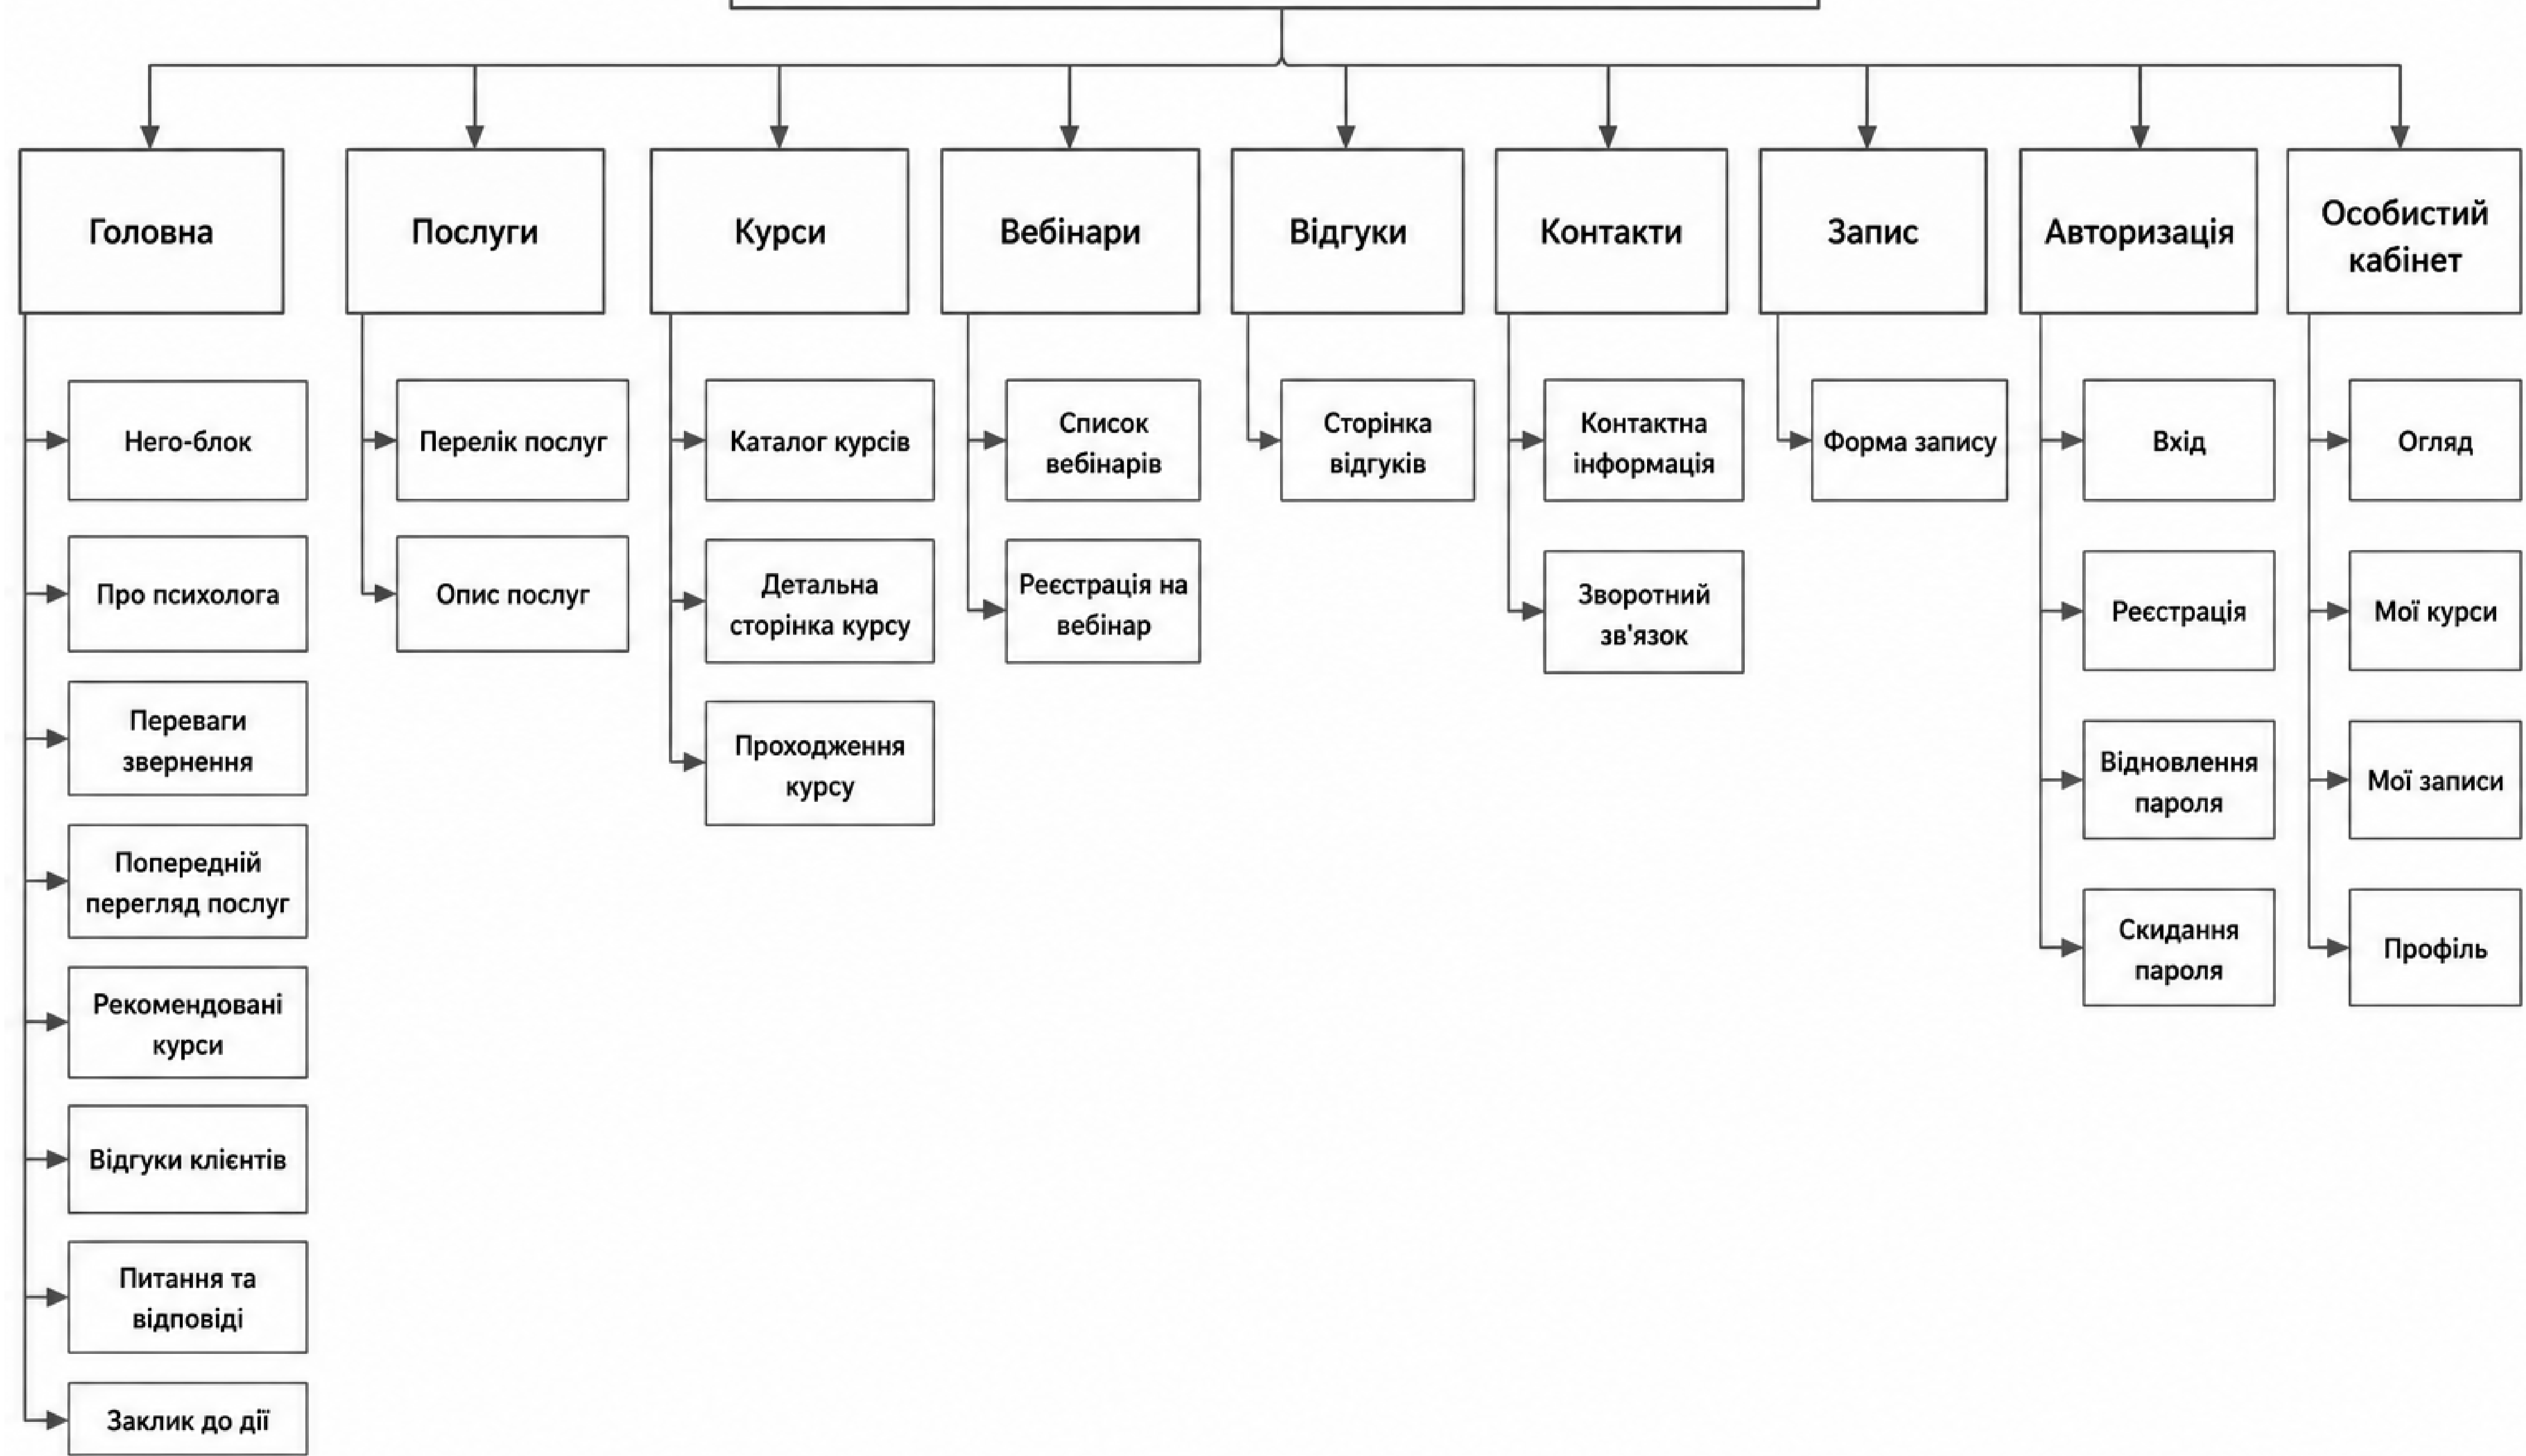 Головна
Послуги
Курси
Вебінари
Відгуки
Контакти
Запис
Авторизація
Особистий
кабінет
Него-блок
Про психолога
Переваги
звернення
Попередній
перегляд послуг
Рекомендовані
курси
Відгуки клієнтів
Питання та
відповіді
Заклик до дії
Перелік послуг
Опис послуг
Каталог курсів
Детальна
сторінка курсу
Проходження
курсу
Список
вебінарів
Реєстрація на
вебінар
Сторінка
відгуків
Контактна
інформація
Зворотний
зв'язок
Форма запису
Вхід
Реєстрація
Відновлення
пароля
Скидання
пароля
Огляд
Мої курси
Мої записи
Профіль